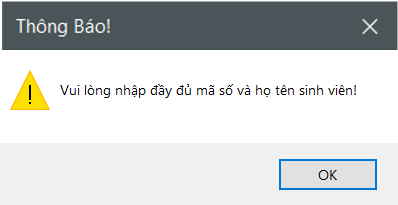 Thông Báo!
Vui lòng nhập đầy đủ mã số và họ tên sinh viên!
OK